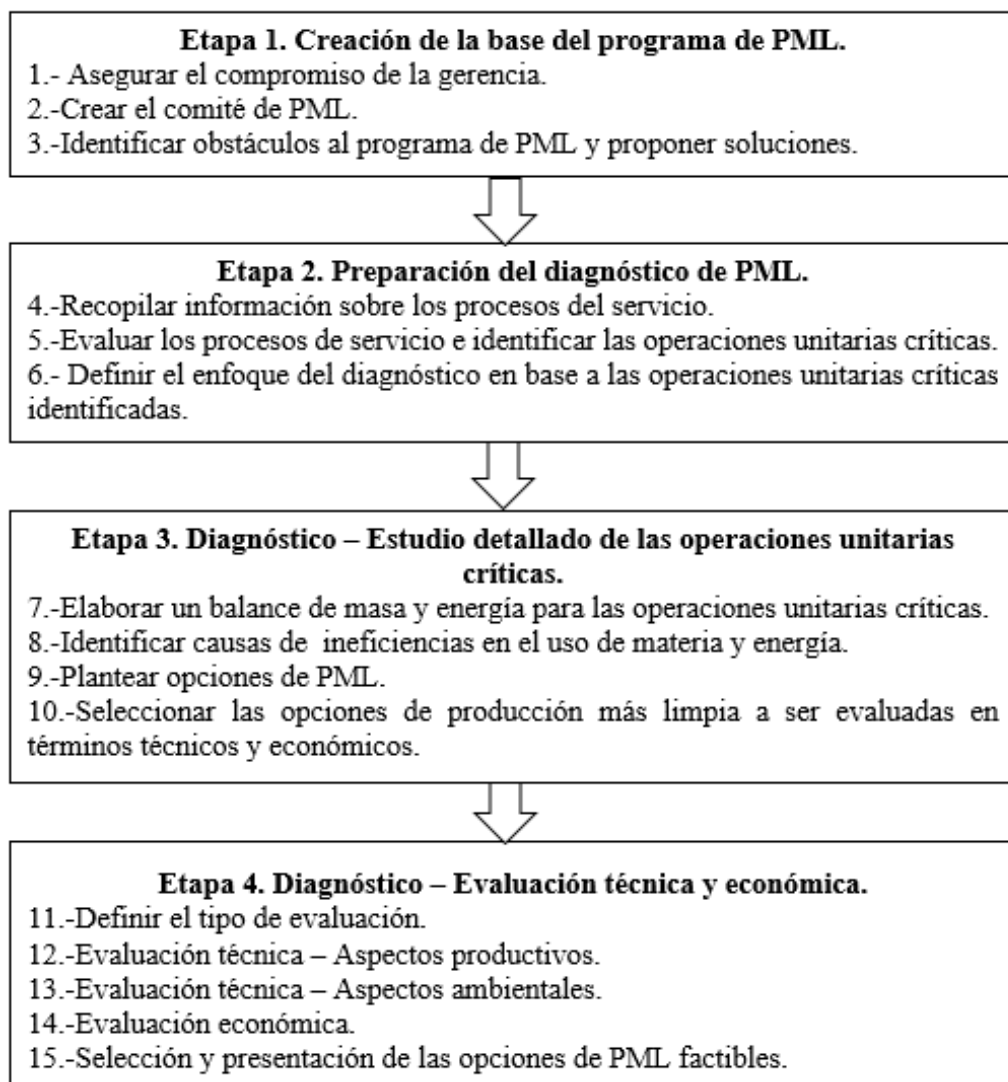 Etapa 1. Creación de la base del programa de PML.
1.- Asegurar el compromiso de la gerencia.
2.-Crear el comité de PML.
3.-Identificar obstáculos al programa de PML y proponer soluciones.
Etapa 2. Preparación del diagnóstico de PML.
4.-Recopilar información sobre los procesos del servicio.
5.-Evaluar los procesos de servicio e identificar las operaciones unitarias críticas.
6.- Definir el enfoque del diagnóstico en base a las operaciones unitarias críticas
identificadas.
Etapa 3. Diagnóstico – Estudio detallado de las operaciones unitarias
críticas.
7.-Elaborar un balance de masa y energía para las operaciones unitarias críticas.
8.-Identificar causas de ineficiencias en el uso de materia y energía.
9.-Plantear opciones de PML.
10.-Seleccionar las opciones de producción más limpia a ser evaluadas en
términos técnicos y económicos.
Etapa 4. Diagnóstico – Evaluación técnica y económica.
11.-Definir el tipo de evaluación.
12.-Evaluación técnica – Aspectos productivos.
13.-Evaluación técnica – Aspectos ambientales.
14.-Evaluación económica.
15.-Selección y presentación de las opciones de PML factibles.